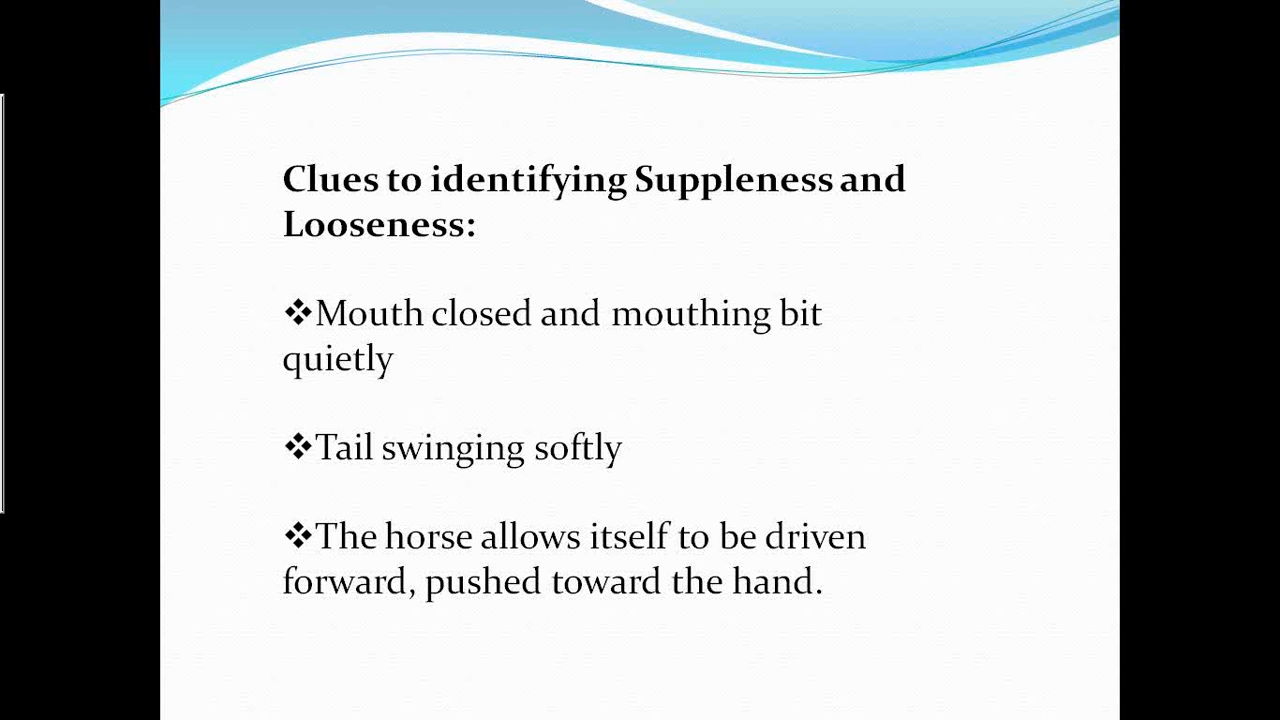 Clues to identifying Suppleness and
Looseness:
❖Mouth closed and mouthing bit
quietly
❖Tail swinging softly
❖The horse allows itself to be driven
forward, pushed toward the hand.